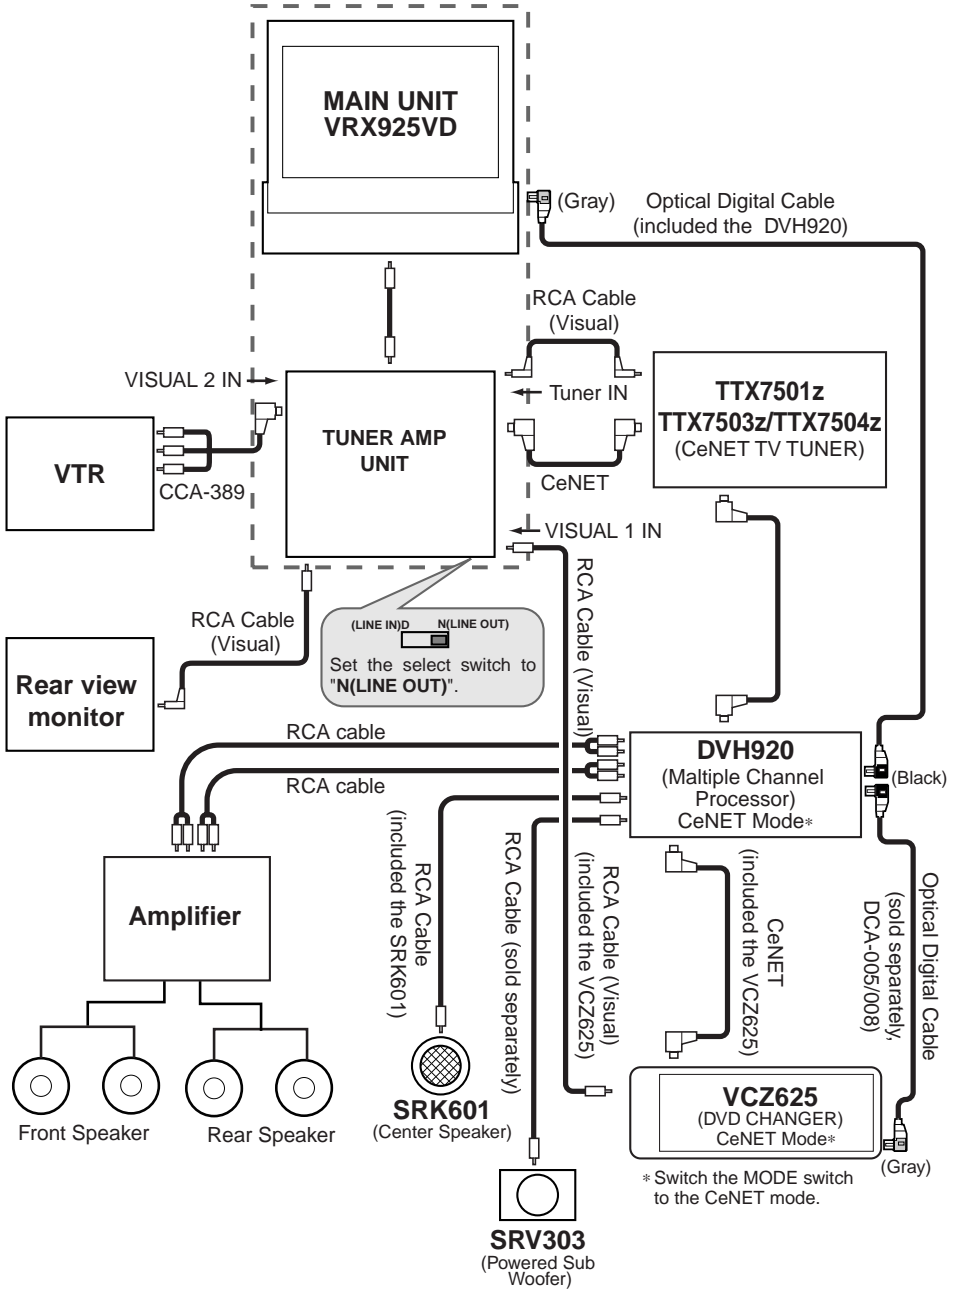 MAIN UNIT
VRX925VD
(Gray)
Optical Digital Cable
(included the DVH920)
RCA Cable
(Visual)
VISUAL 2 IN
Tuner IN
TTX7501z
TTX7503z/TTX7504z
(CeNET TV TUNER)
TUNER AMP
UNIT
VTR
CCA-389
CeNET
VISUAL 1 IN
RCA Cable (Visual)
RCA Cable
(Visual)
(LINE IN)D
N(LINE OUT)
Set the select switch to
"N(LINE OUT)".
Rear view
monitor
RCA cable
RCA cable
DVH920
(Maltiple Channel
Processor)
CeNET Mode*
(Black)
Amplifier
RCA Cable
(included the SRK601)
RCA Cable (sold separately)
RCA Cable (Visual)
(included the VCZ625)
CeNET
(included the VCZ625)
Optical Digital Cable
(sold separately,
DCA-005/008)
Front Speaker
Rear Speaker
SRK601
(Center Speaker)
VCZ625
(DVD CHANGER)
CeNET Mode*
(Gray)
* Switch the MODE switch
to the CeNET mode.
SRV303
(Powered Sub
Woofer)